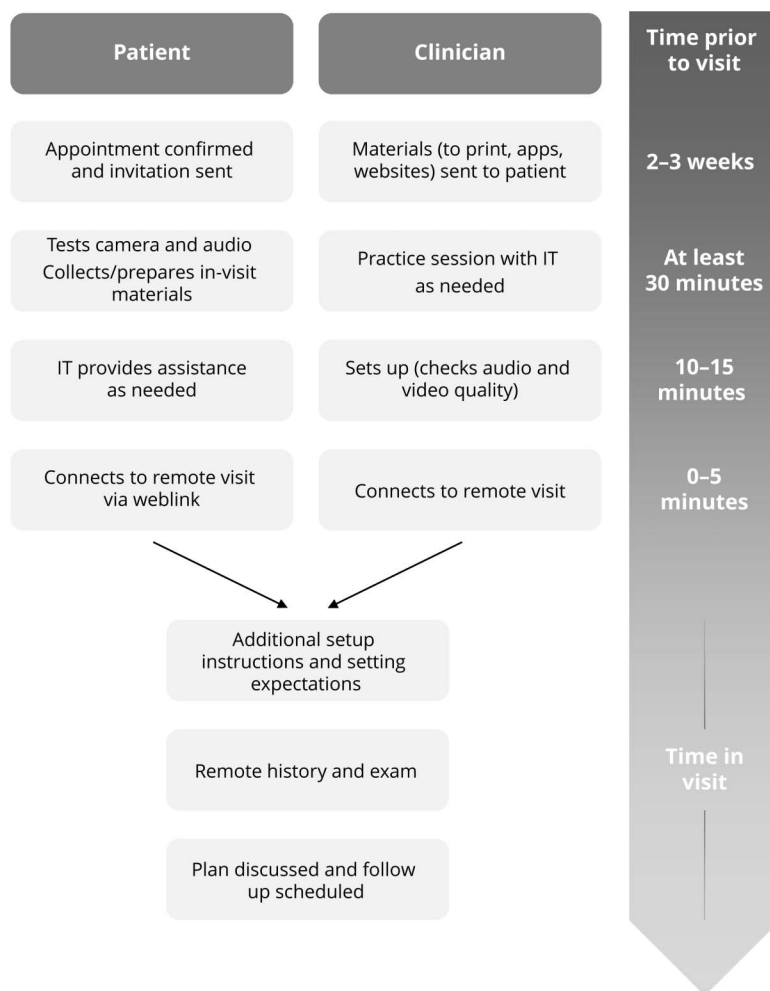 Patient
Clinician
Time prior
to visit
Appointment confirmed
and invitation sent
Materials (to print, apps,
websites) sent to patient
2–3 weeks
Tests camera and audio
Collects/prepares in-visit
materials
Practice session with IT
as needed
At least
30 minutes
IT provides assistance
as needed
Sets up (checks audio and
video quality)
10–15
minutes
Connects to remote visit
via weblink
Connects to remote visit
0–5
minutes
Additional setup
instructions and setting
expectations
Remote history and exam
Time in
visit
Plan discussed and follow
up scheduled